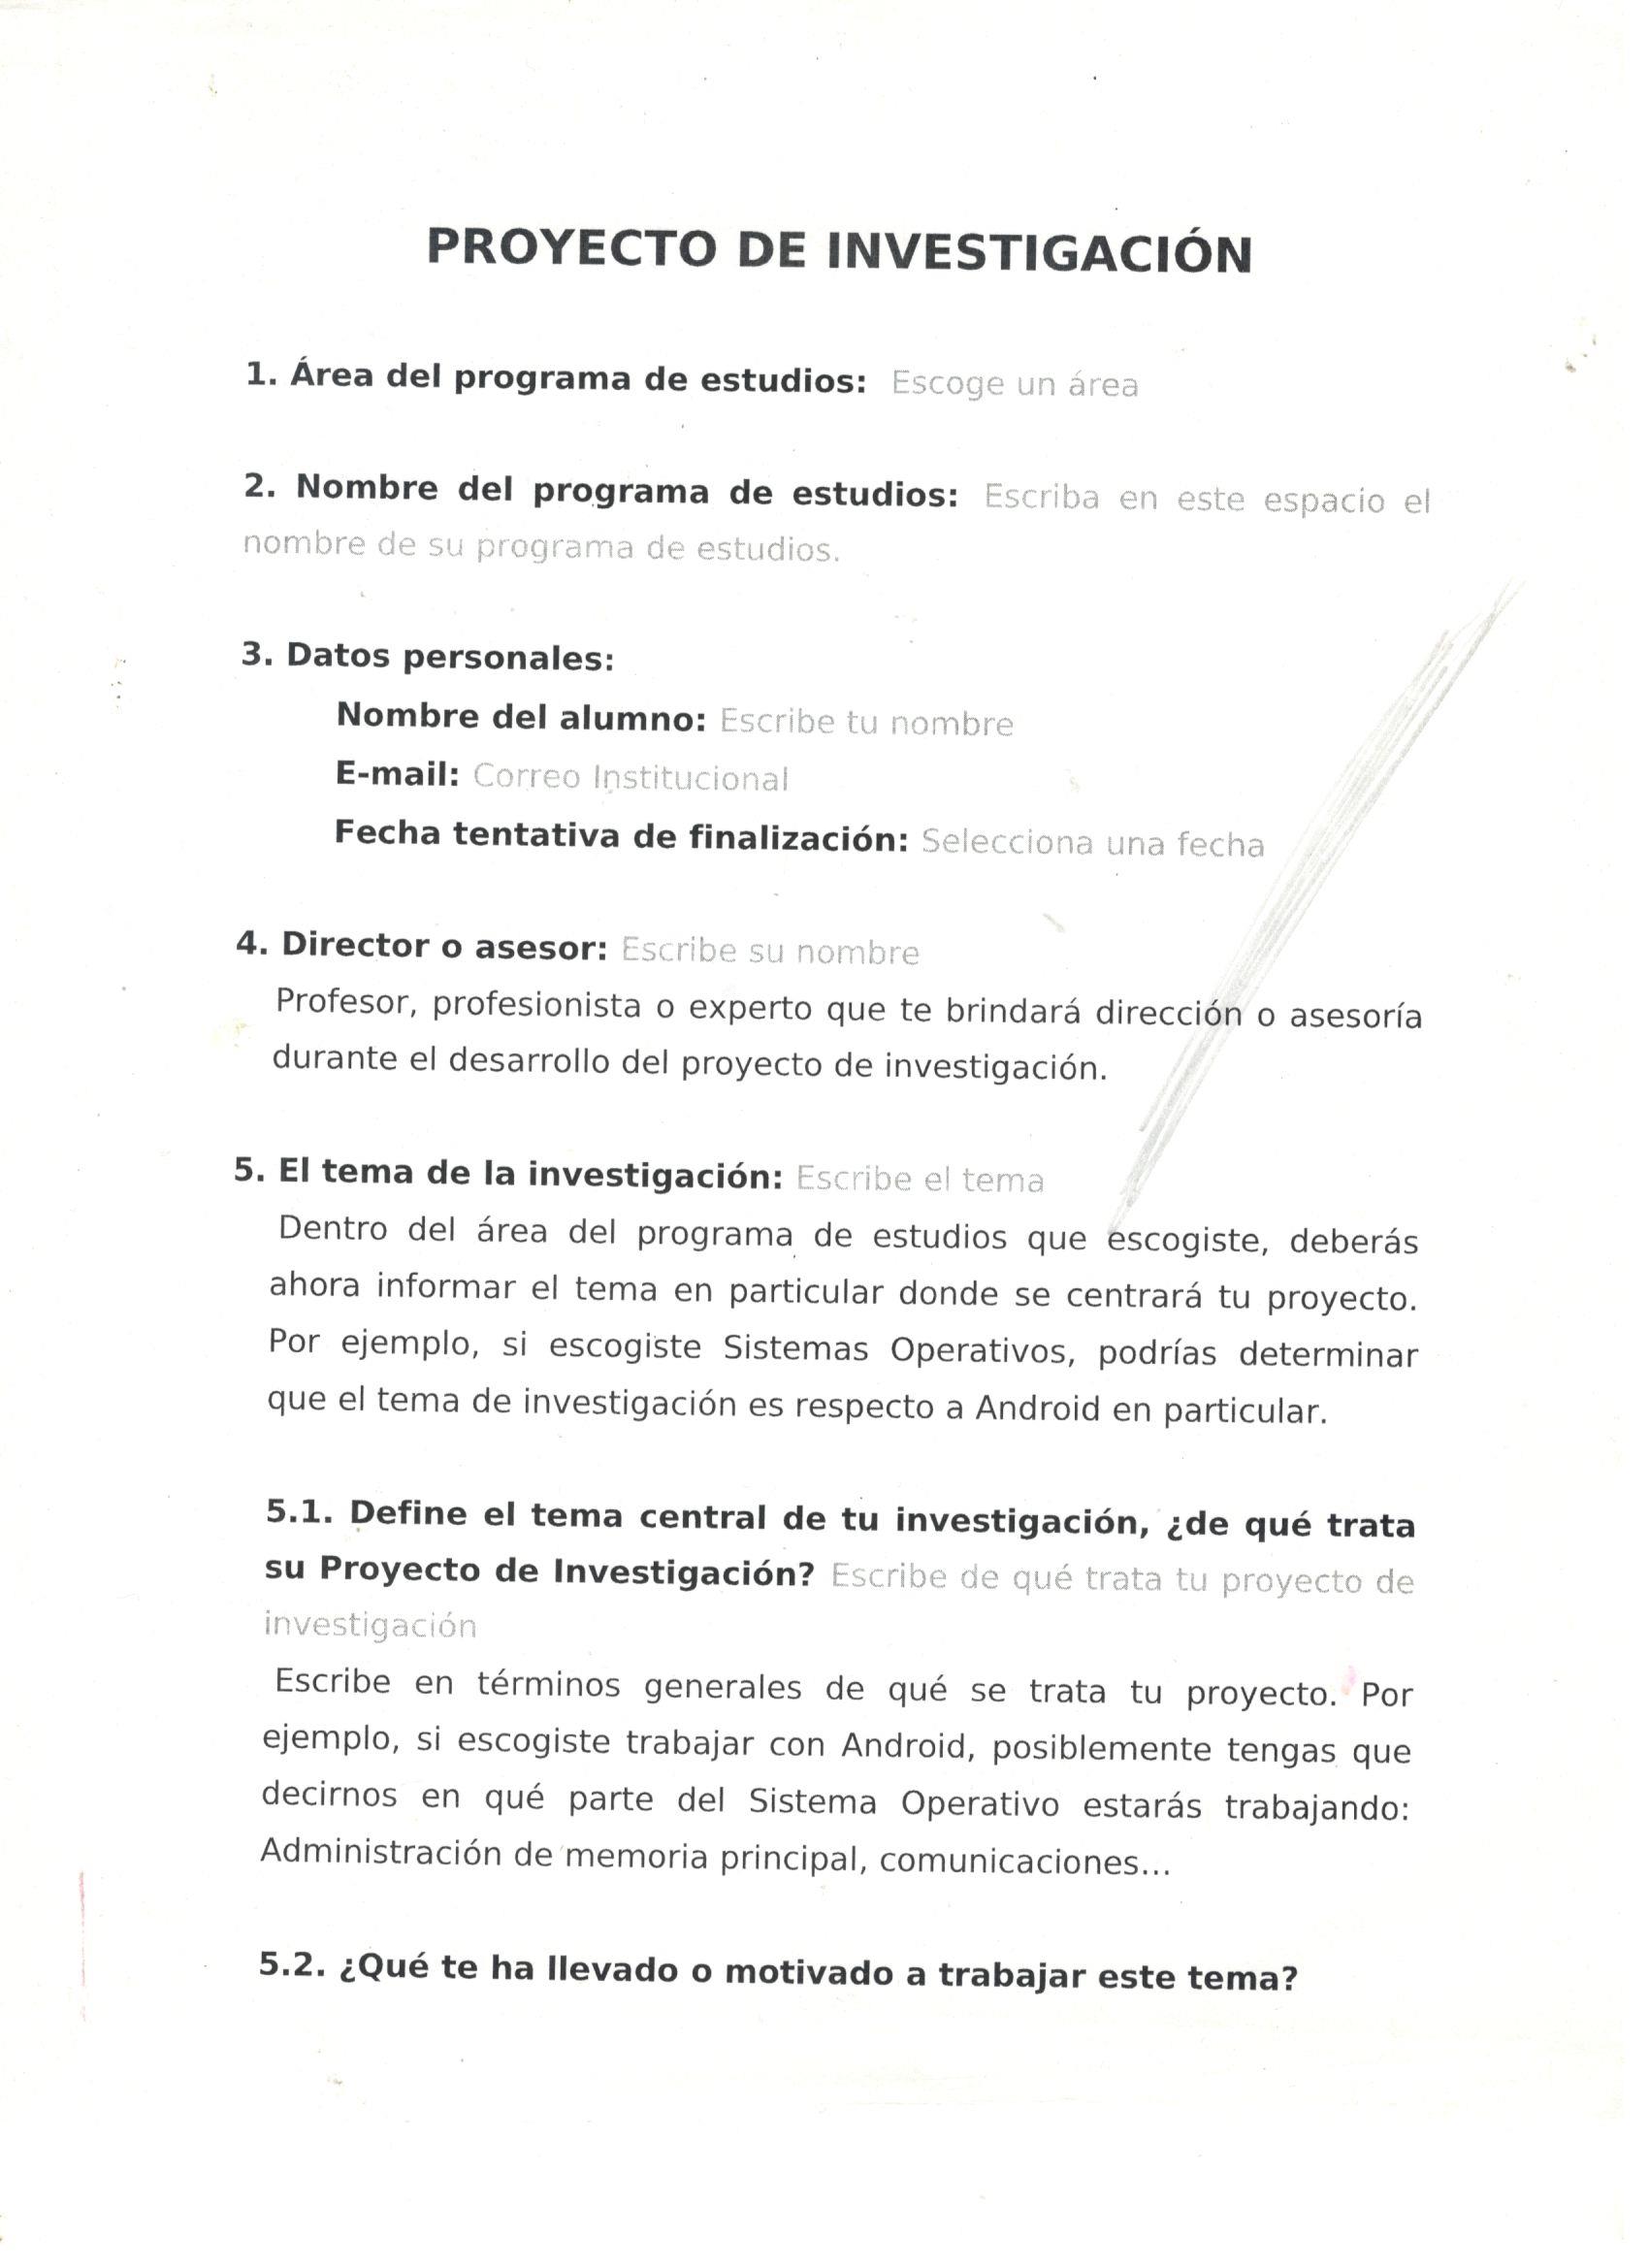 PROYECTO DE INVESTIGACIÓN
1. Área del programa de estudios: Escoge un área
2. Nombre del programa de estudios: Escriba en este espacio el
nombre de su programa de estudios.
3. Datos personales:
Nombre del alumno: Escribe tu nombre
E-mail: Correo Institucional
Fecha tentativa de finalización: Selecciona una fecha
4. Director o asesor: Escribe su nombre
Profesor, profesionista o experto que te brindará dirección o asesoría
durante el desarrollo del proyecto de investigación.
5. El tema de la investigación: Escribe el tema
Dentro del área del programa de estudios que escogiste, deberás
ahora informar el tema en particular donde se centrará tu proyecto.
Por ejemplo, si escogiste Sistemas Operativos, podrías determinar
que el tema de investigación es respecto a Android en particular.
5.1. Define el tema central de tu investigación, ¿de qué trata
su Proyecto de Investigación? Escribe de qué trata tu proyecto de
investigación
Escribe en términos generales de qué se trata tu proyecto. Por
ejemplo, si escogiste trabajar con Android, posiblemente tengas que
decirnos en qué parte del Sistema Operativo estarás trabajando:
Administración de memoria principal, comunicaciones...
5.2. ¿Qué te ha llevado o motivado a trabajar este tema?